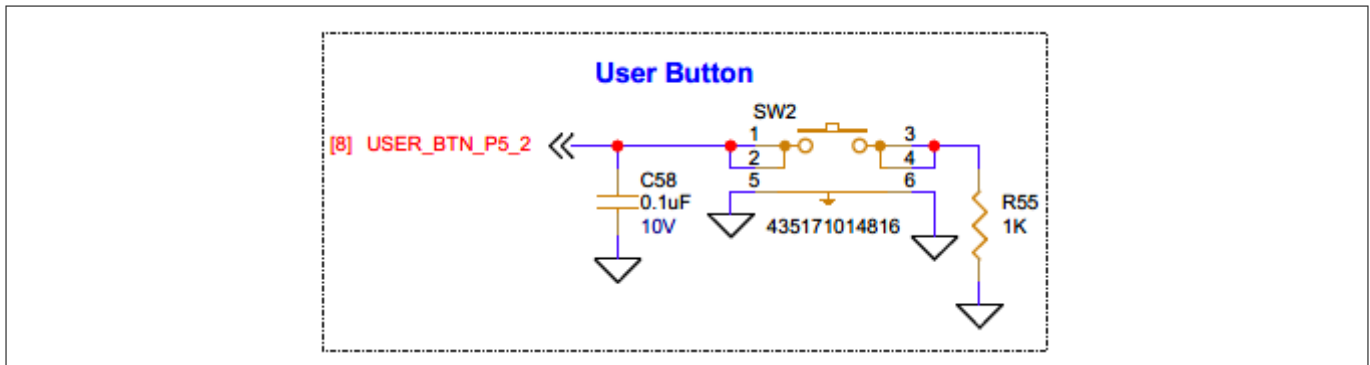 User Button
SW2
[8] USER_BTN_P5_2
1
3
2
4
5
6
C58
0.1uF
10V
435171014816
R55
1K